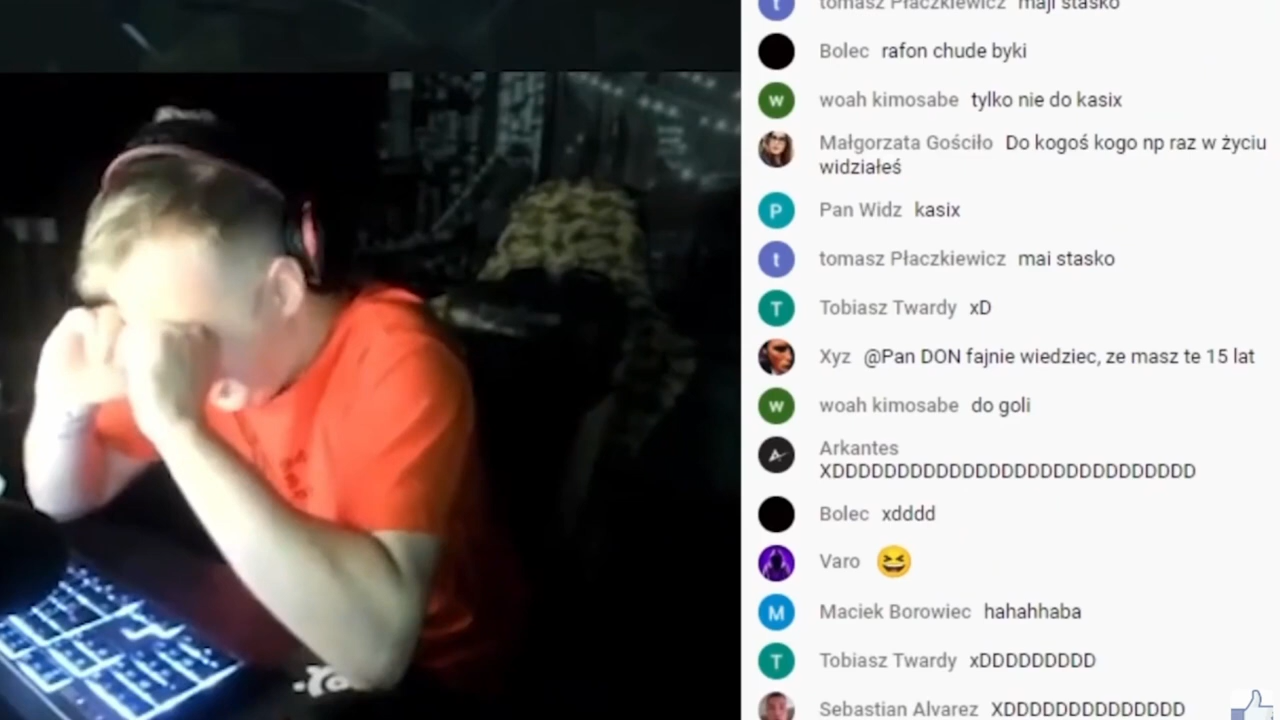 tomasz Płaczkiewicz maji stasko
Bolec rafon chude byki
woah kimosabe tylko nie do kasix
Małgorzata Gościło Do kogoś kogo np raz w życiu
widziałeś
Pan Widz kasix
tomasz Płaczkiewicz mai stasko
Tobiasz Twardy xD
Xyz @Pan DON fajnie wiedziec, ze masz te 15 lat
woah kimosabe do goli
Arkantes
XDDDDDDDDDDDDDDDDDDDDDDDDDDDD
Bolec xdddd
Varo 😆
Maciek Borowiec hahahhaba
Tobiasz Twardy xDDDDDDDDD
Sebastian Alvarez XDDDDDDDDDDDDDD